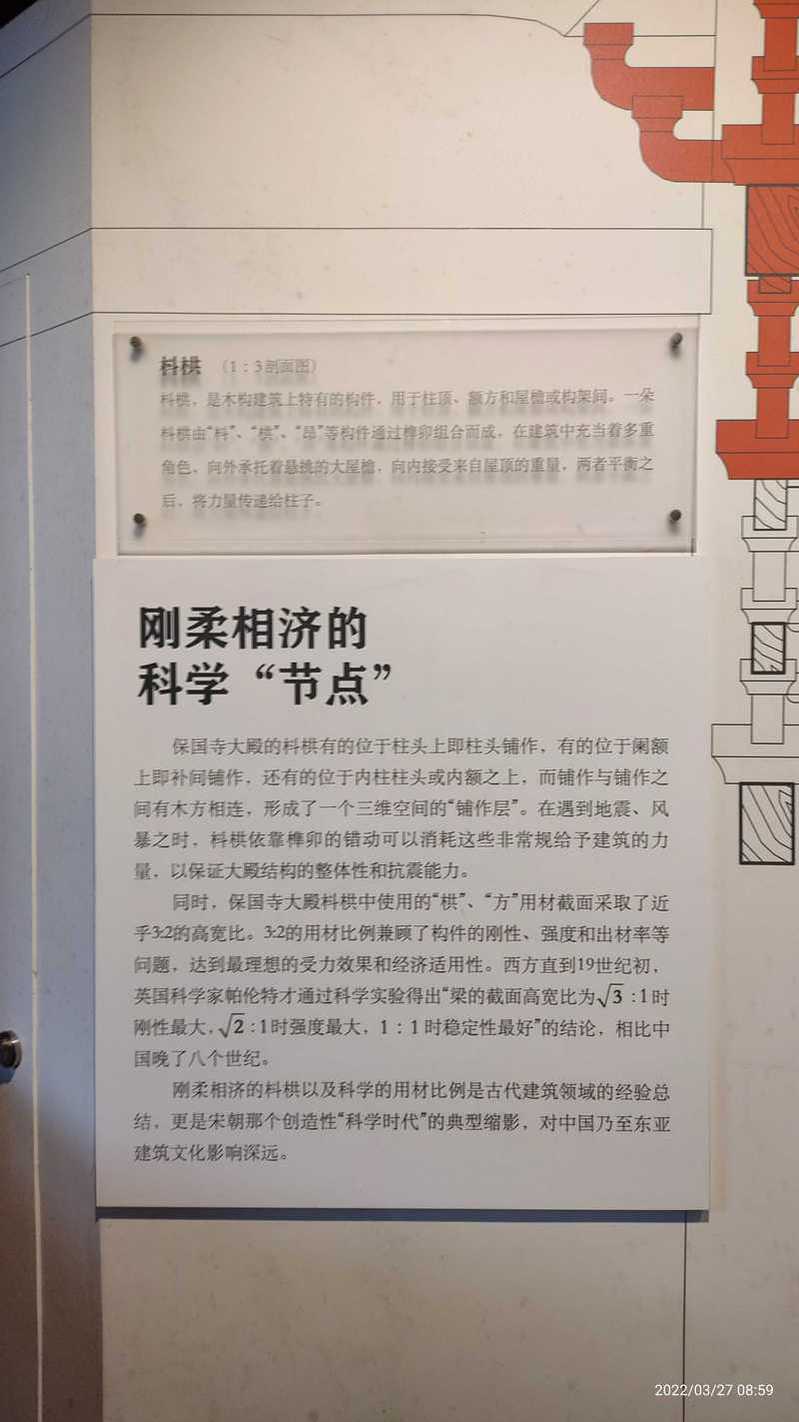 枓栱 (1:3剖面图)
枓栱，是木构建筑上特有的构件，用于柱顶、额方和屋檐或构架间。一朵
枓栱由“枓”、“栱”、“昂”等构件通过榫卯组合而成，在建筑中充当着多重
角色，向外承托着悬挑的大屋檐，向内接受来自屋顶的重量，两者平衡之
后，将力量传递给柱子。
刚柔相济的
科学“节点”
保国寺大殿的枓栱有的位于柱头上即柱头铺作，有的位于阑额
上即补间铺作，还有的位于内柱柱头或内额之上，而铺作与铺作之
间有木方相连，形成了一个三维空间的“铺作层”。在遇到地震、风
暴之时，枓栱依靠榫卯的错动可以消耗这些非常规给予建筑的力
量，以保证大殿结构的整体性和抗震能力。
同时，保国寺大殿枓栱中使用的“栱”、“方”用材截面采取了近
乎3:2的高宽比。3:2的用材比例兼顾了构件的刚性、强度和出材率等
问题，达到最理想的受力效果和经济适用性。西方直到19世纪初，
英国科学家帕伦特才通过科学实验得出“梁的截面高宽比为√3:1时
刚性最大，√2:1时强度最大，1:1时稳定性最好”的结论，相比中
国晚了八个世纪。
刚柔相济的枓栱以及科学的用材比例是古代建筑领域的经验总
结，更是宋朝那个创造性“科学时代”的典型缩影，对中国乃至东亚
建筑文化影响深远。
2022/03/27 08:59